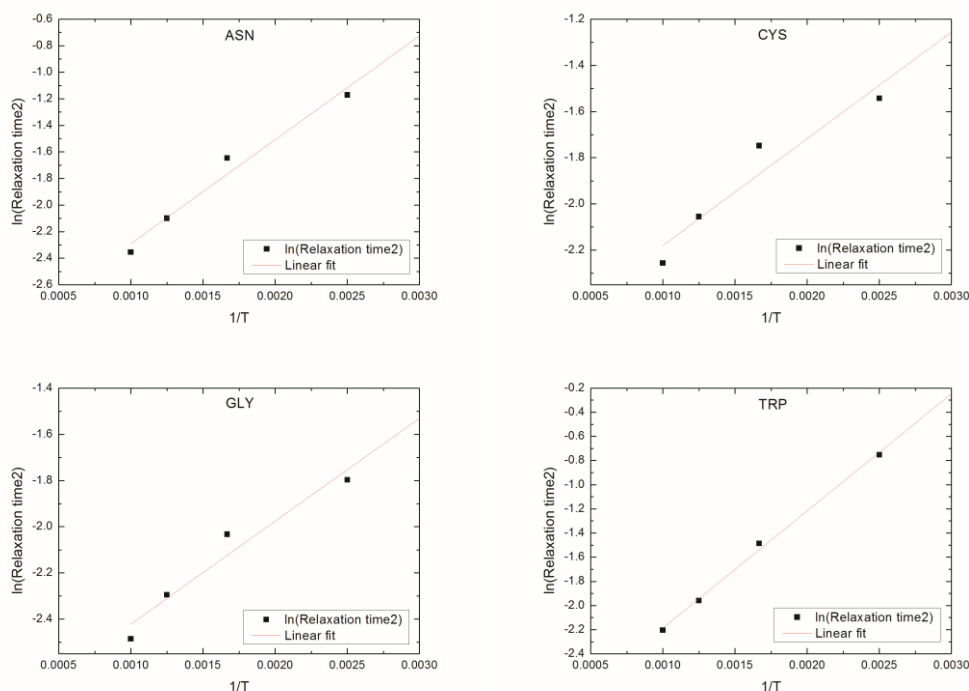 ASN
-0.6
-0.8
-1.0
-1.2
-1.4
-1.6
-1.8
-2.0
-2.2
-2.4
-2.6
ln(Relaxation time2)
ln(Relaxation time2)
Linear fit
0.0005 0.0010 0.0015 0.0020 0.0025 0.0030
1/T
CYS
-1.2
-1.4
-1.6
-1.8
-2.0
-2.2
ln(Relaxation time2)
ln(Relaxation time2)
Linear fit
0.0005 0.0010 0.0015 0.0020 0.0025 0.0030
1/T
GLY
-1.4
-1.6
-1.8
-2.0
-2.2
-2.4
ln(Relaxation time2)
ln(Relaxation time2)
Linear fit
0.0005 0.0010 0.0015 0.0020 0.0025 0.0030
1/T
TRP
-0.2
-0.4
-0.6
-0.8
-1.0
-1.2
-1.4
-1.6
-1.8
-2.0
-2.2
-2.4
ln(Relaxation time2)
ln(Relaxation time2)
Linear fit
0.0005 0.0010 0.0015 0.0020 0.0025 0.0030
1/T